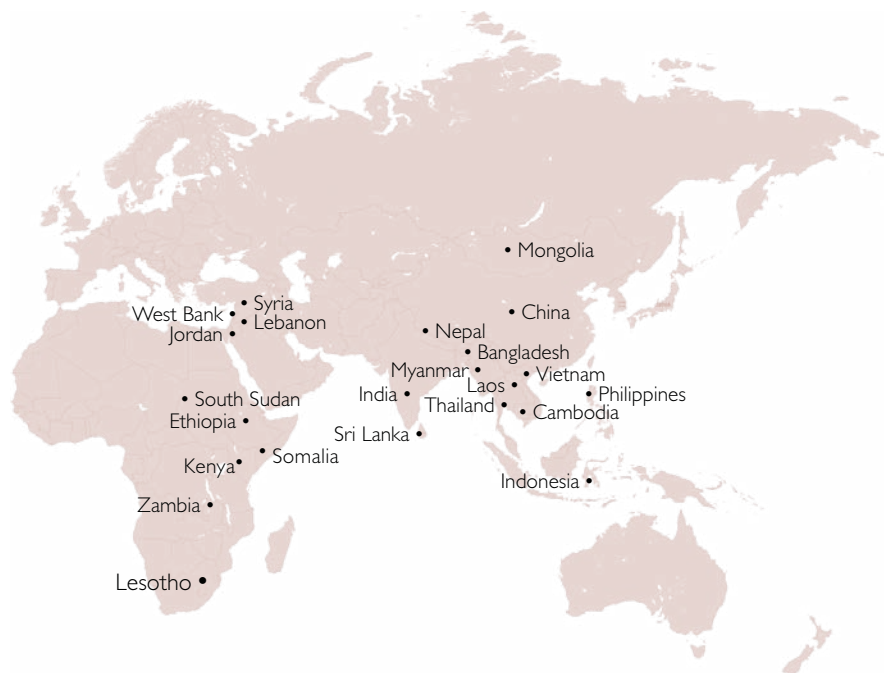 Mongolia
Syria
China
West Bank
Lebanon
Jordan
Nepal
Bangladesh
Myanmar
Vietnam
Laos
India
Philippines
South Sudan
Thailand
Cambodia
Ethiopia
Sri Lanka
Somalia
Kenya
Indonesia
Zambia
Lesotho